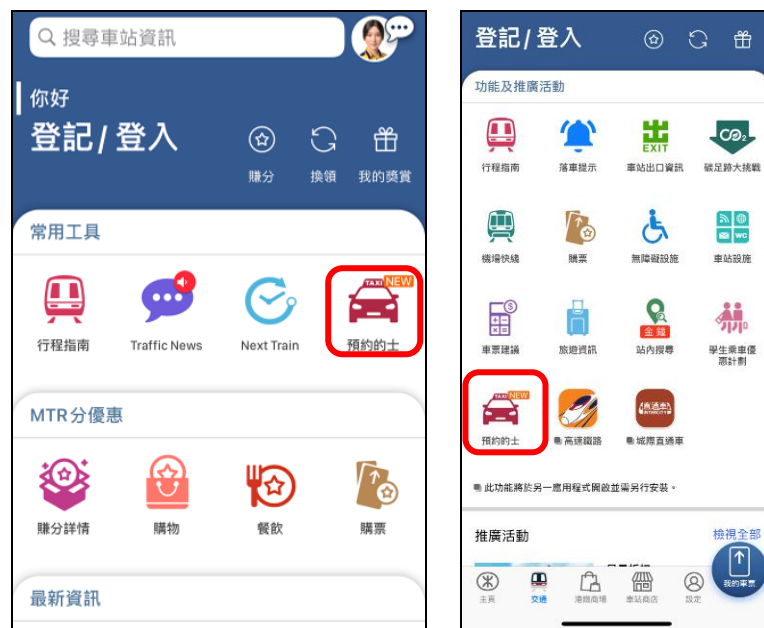 搜尋車站資訊
你好
登記/登入
賺分 換領 我的獎賞
常用工具
TAXI NEW
行程指南 Traffic News Next Train 預約的士
MTR分優惠
賺分詳情 購物 餐飲 購票
最新資訊
登記/登入
功能及推廣活動
EXIT
CO2
行程指南 落車提示 車站出口資訊 碳足跡大挑戰
WC
機場快綫 購票 無障礙設施 車站設施
金鐘
車票建議 旅遊資訊 站內搜尋 學生乘車優
惠計劃
TAXI NEW
直通車
INTERCITY
預約的士 高速鐵路 城際直通車
此功能將於另一應用程式開啟並需另行安裝。
推廣活動 檢視全部
主頁 交通 港鐵商場 車站商店 設定 我的車票